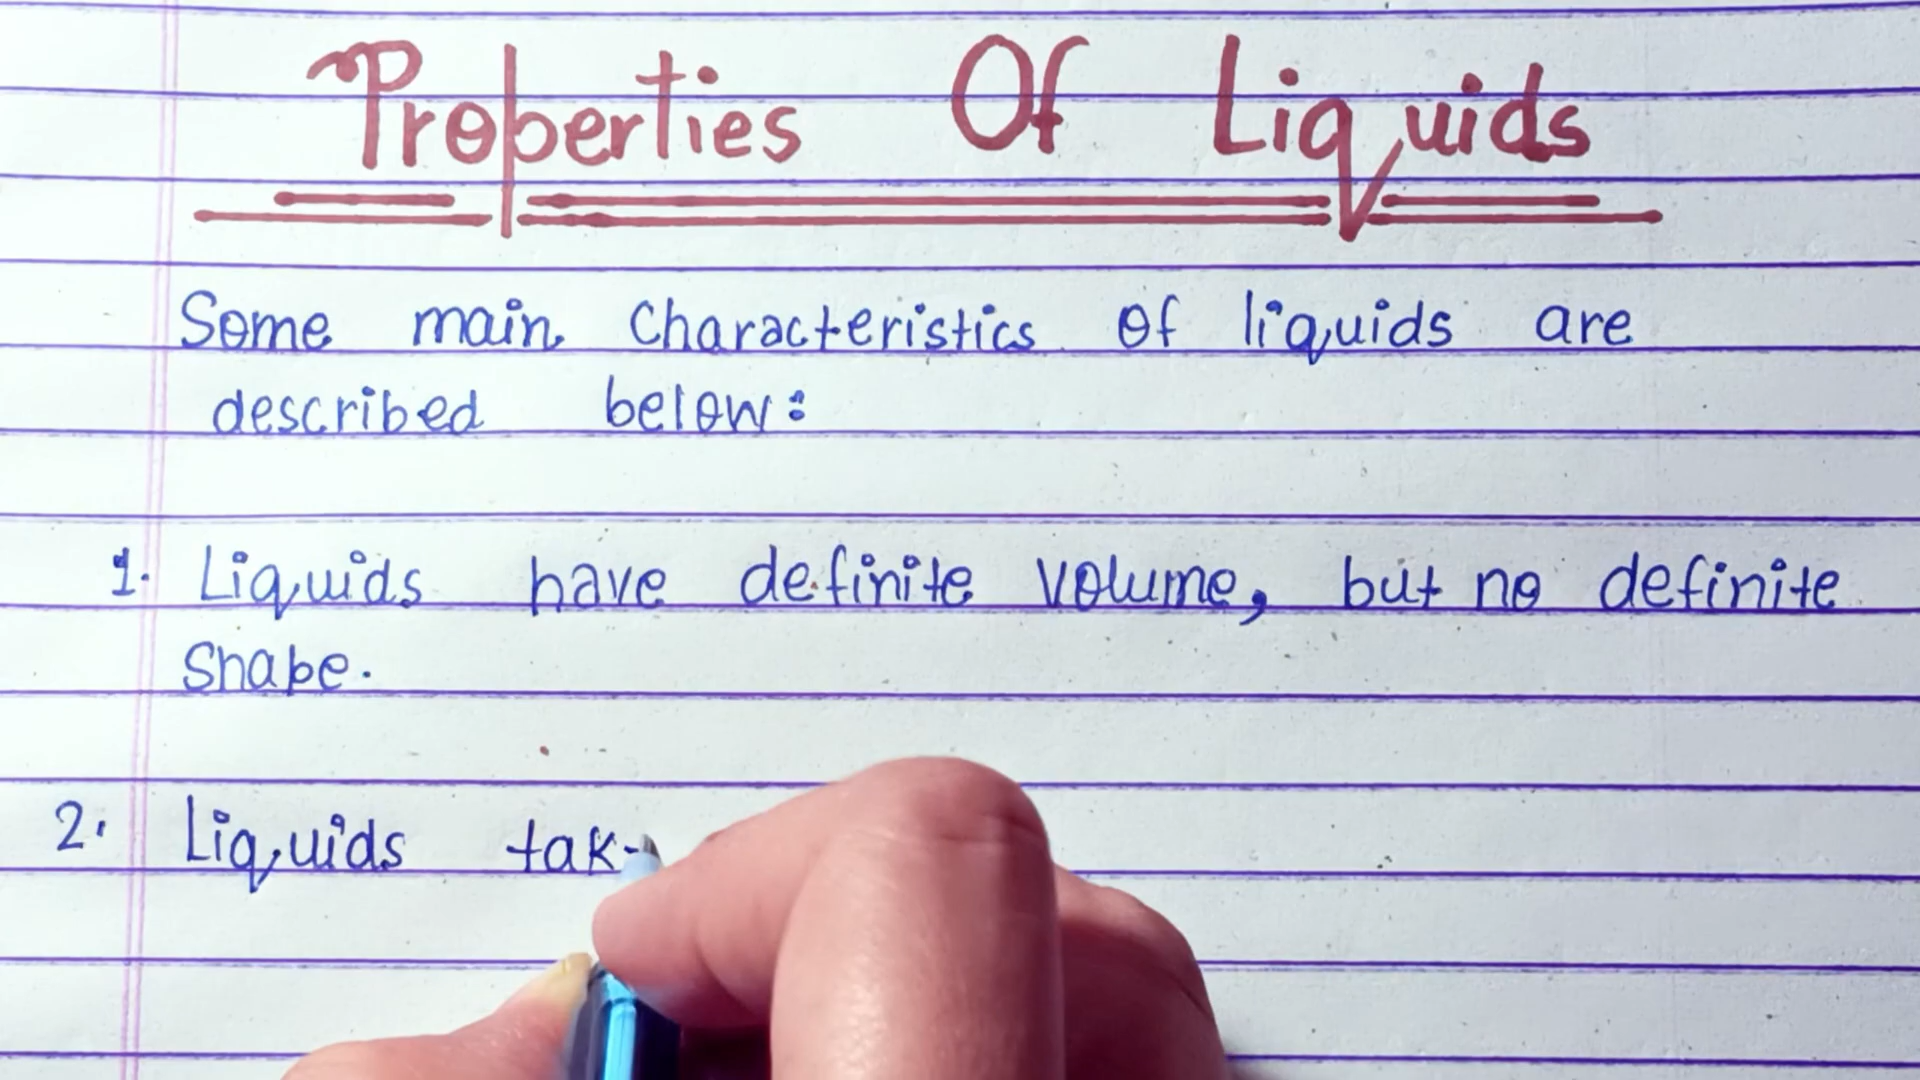 Properties Of Liquids
Some main characteristics of liquids are
described below:
1. Liquids have definite volume, but no definite
shape.
2. Liquids tak